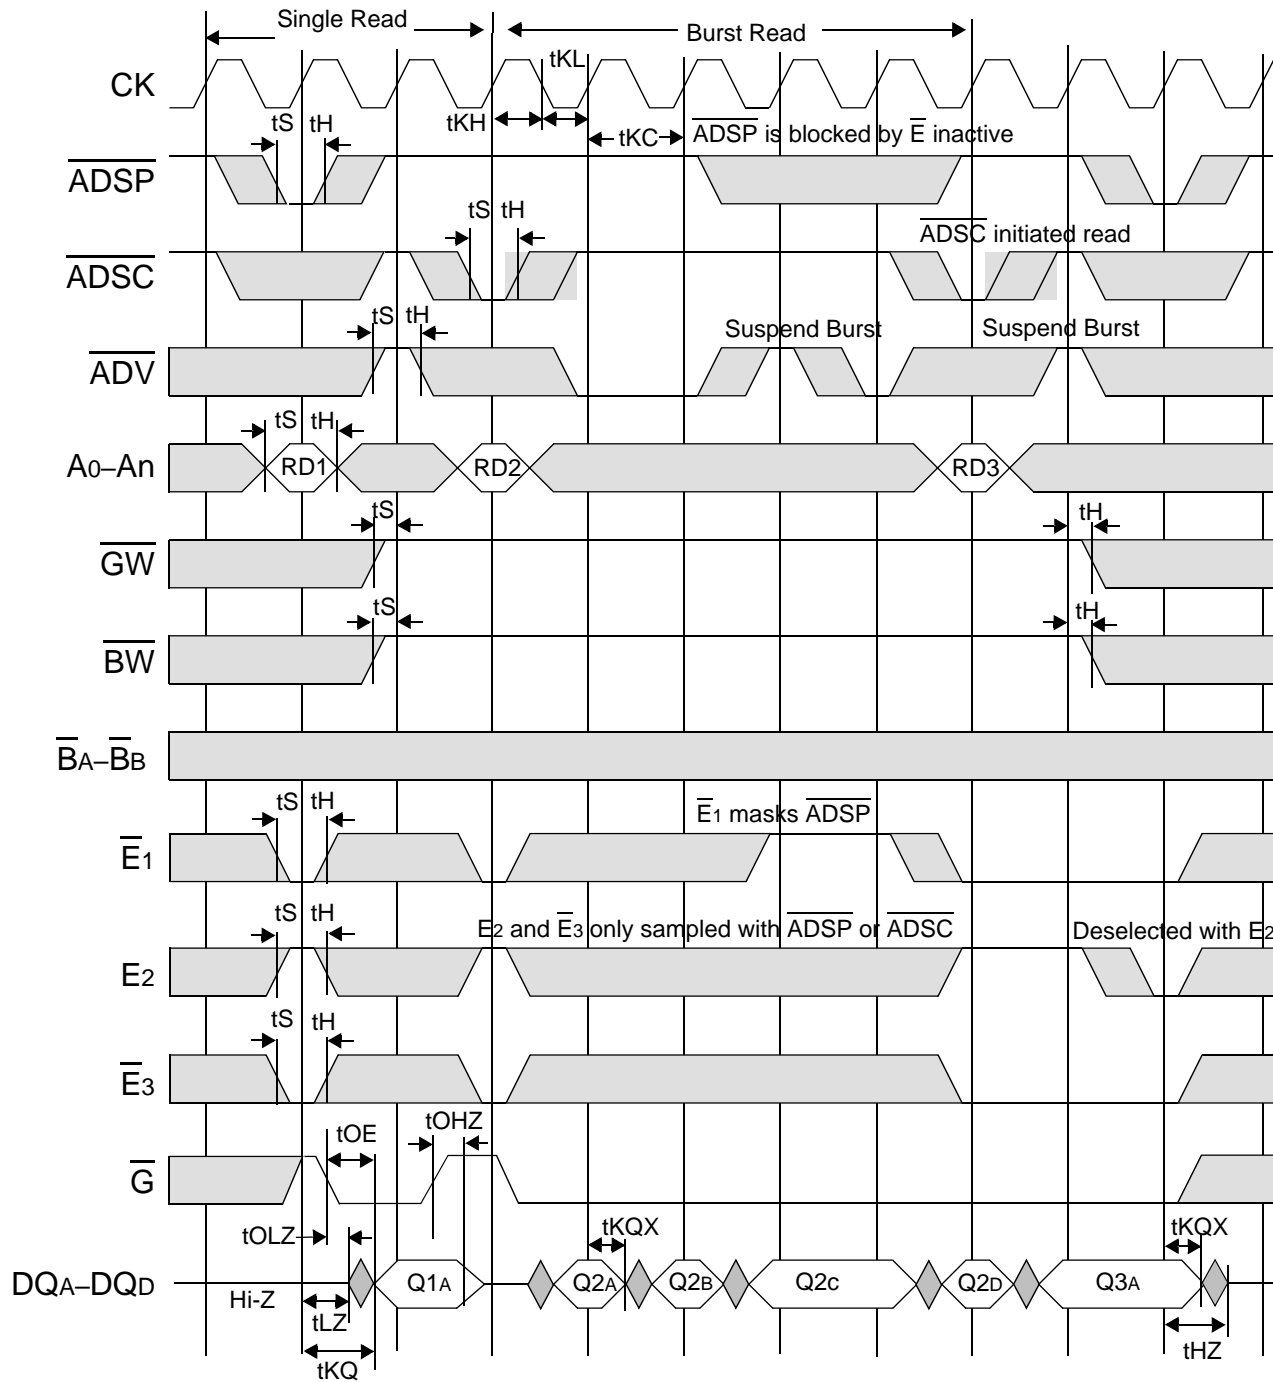 Single Read
Burst Read
tKL
CK
tS
tH
tKH
tKC
ADSP is blocked by E inactive
ADSP
tS
tH
ADSC initiated read
ADSC
tS
tH
Suspend Burst
Suspend Burst
ADV
tS
tH
A0–An
RD1
RD2
RD3
tS
tH
GW
tS
tH
BW
BA–BB
tS
tH
E1 masks ADSP
E1
tS
tH
E2 and E3 only sampled with ADSP or ADSC
Deselected with E2
E2
tS
tH
E3
tOE
tOHZ
G
tOLZ
tKQX
tKQX
DQA–DQD
Q1A
Q2A
Q2B
Q2C
Q2D
Q3A
Hi-Z
tLZ
tHZ
tKQ